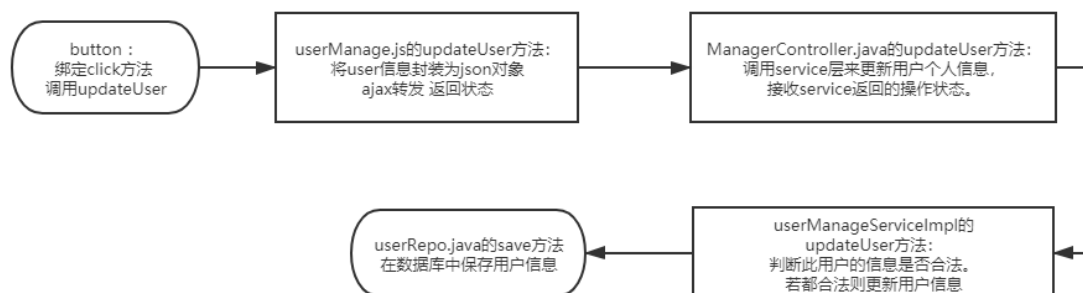 button：
绑定click方法
调用updateUser
userManage.js的updateUser方法：
将user信息封装为json对象
ajax转发 返回状态
ManagerController.java的updateUser方法：
调用service层来更新用户个人信息，
接收service返回的操作状态。
userRepo.java的save方法
在数据库中保存用户信息
userManageServiceImpl的
updateUser方法：
判断此用户的信息是否合法。
若都合法则更新用户信息